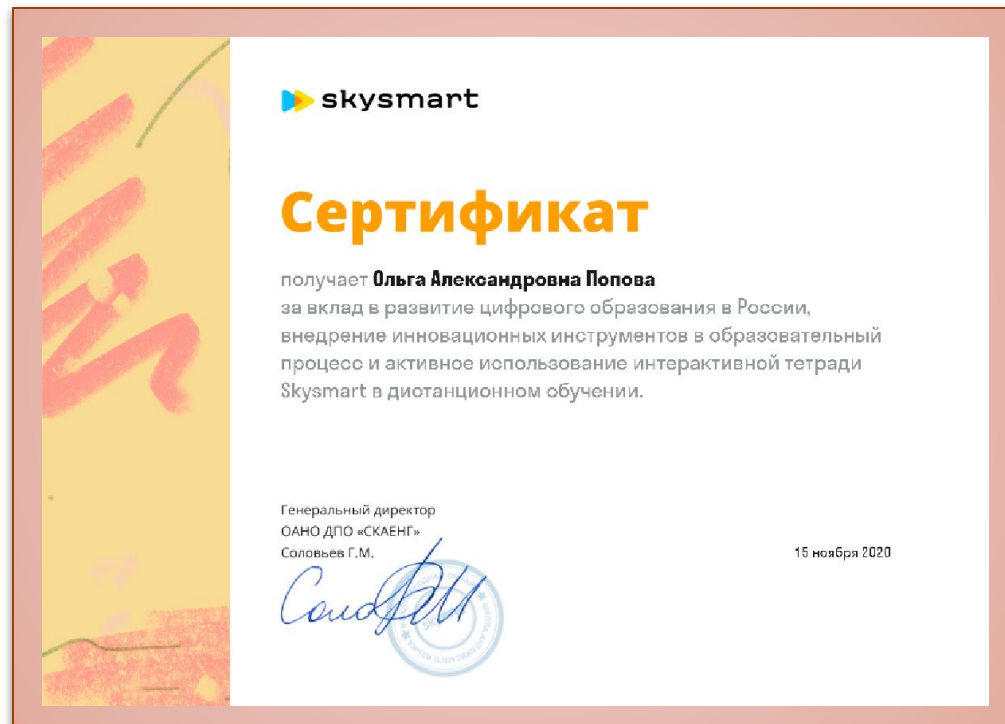 skysmart
Сертификат
получает Ольга Александровна Попова
за вклад в развитие цифрового образования в России,
внедрение инновационных инструментов в образовательный
процесс и активное использование интерактивной тетради
Skysmart в дистанционном обучении.
Генеральный директор
ОАНО ДПО «СКАЕНГ»
Соловьев Г.М.
15 ноября 2020